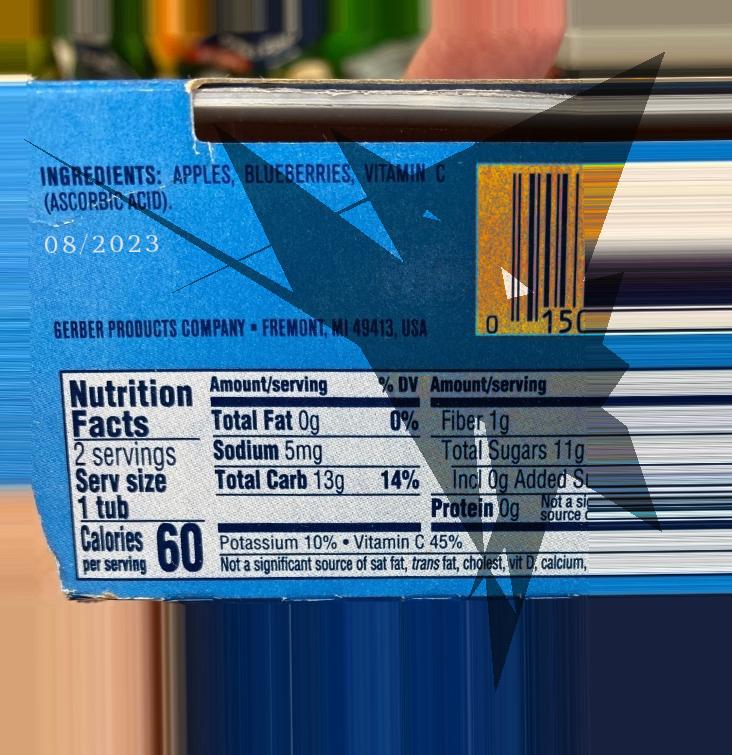 INGREDIENTS: APPLES, BLUEBERRIES, VITAMIN C
(ASCORBIC ACID).
08/2023
GERBER PRODUCTS COMPANY • FREMONT, MI 49413, USA
0 150
Nutrition
Facts
2 servings
Serv size
1 tub
Calories
per serving 60
Amount/serving % DV
Total Fat 0g 0%
Sodium 5mg
Total Carb 13g 14%
Amount/serving
Fiber 1g
Total Sugars 11g
Incl 0g Added
Protein 0g Not a
source
Potassium 10% • Vitamin C 45%
Not a significant source of sat fat, trans fat, cholest, vit D, calcium,